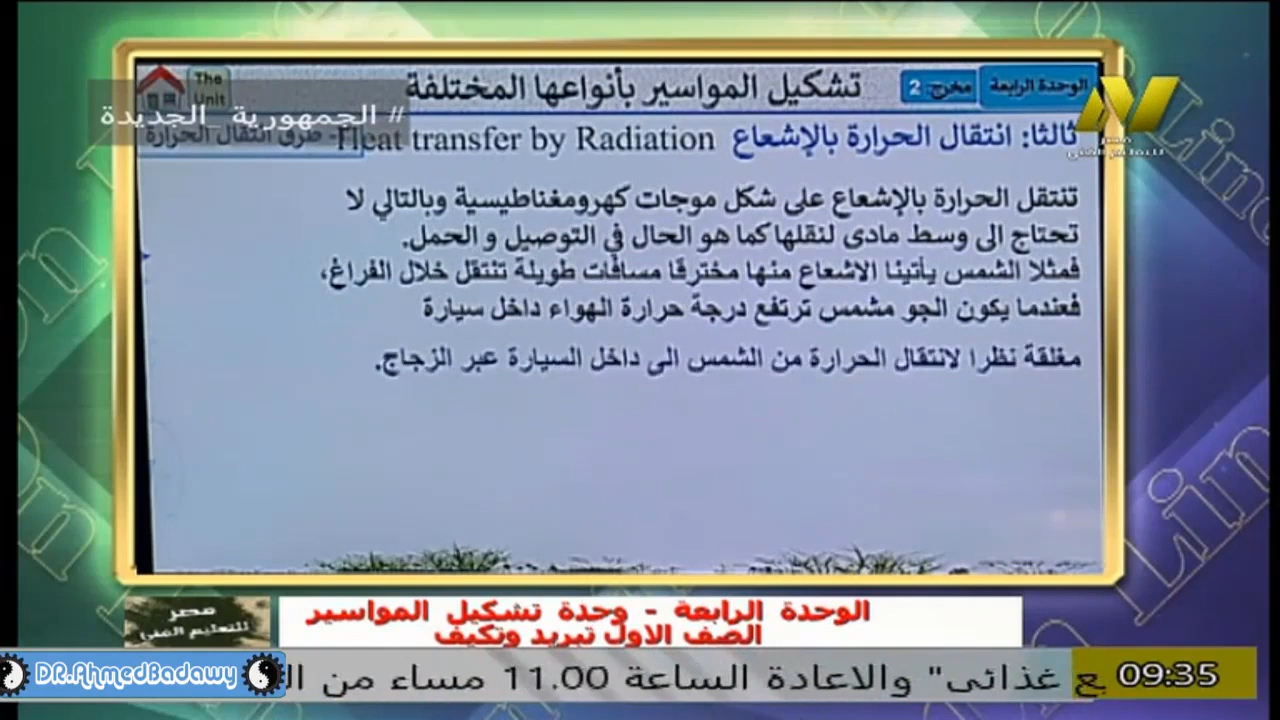 الوحدة الرابعة
مخرج: 2
تشكيل المواسير بأنواعها المختلفة
The
Unit
# الجمهورية الجديدة
ثالثا: انتقال الحرارة بالإشعاع Heat transfer by Radiation
- طرق انتقال الحرارة
تنتقل الحرارة بالإشعاع على شكل موجات كهرومغناطيسية وبالتالي لا
تحتاج الى وسط مادى لنقلها كما هو الحال في التوصيل و الحمل.
فمثلا الشمس يأتينا الاشعاع منها مخترقًا مسافات طويلة تنتقل خلال الفراغ،
فعندما يكون الجو مشمس ترتفع درجة حرارة الهواء داخل سيارة
مغلقة نظرا لانتقال الحرارة من الشمس الى داخل السيارة عبر الزجاج.
مصر
للتعليم الفني
الوحدة الرابعة - وحدة تشكيل المواسير
الصف الاول تبريد وتكيف
مصر
للتعليم الفنى
غذائى" والاعادة الساعة 11.00 مساء من
09:35
DR.AhmedBadawy